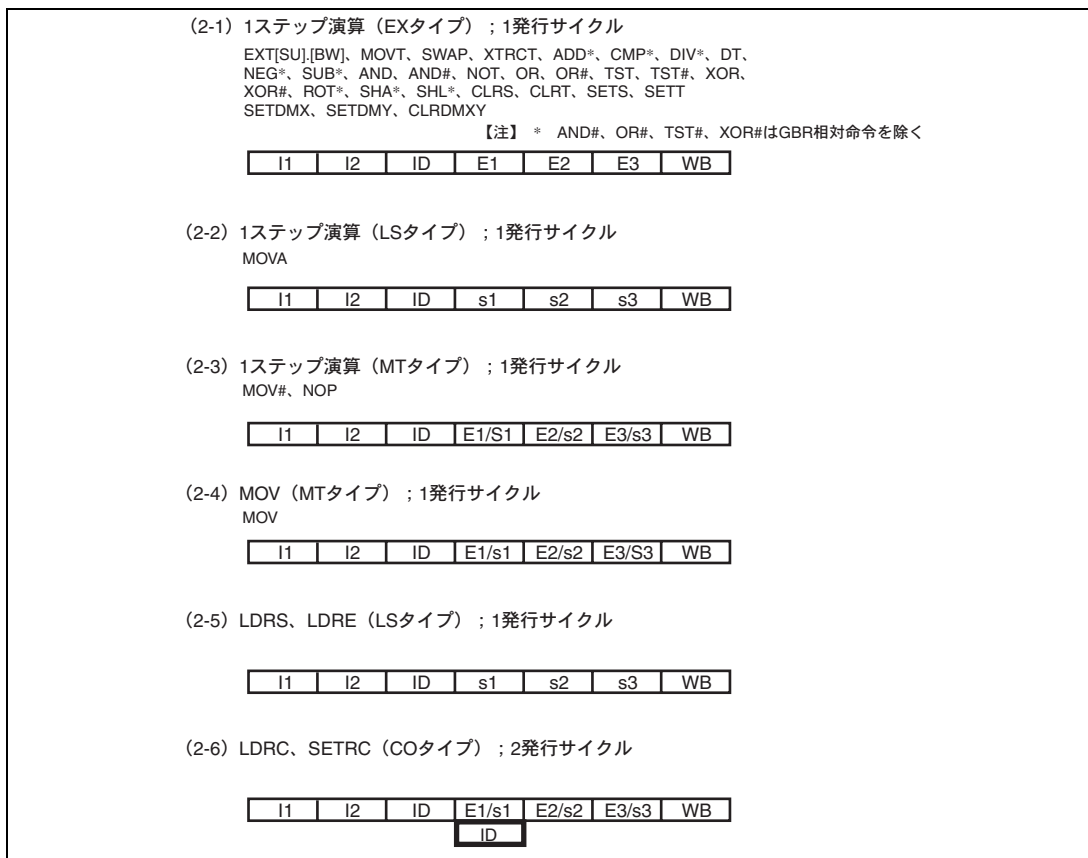 (2-1) 1ステップ演算（EXタイプ）；1発行サイクル
EXT[SU].[BW]、MOVT、SWAP、XTRCT、ADD*、CMP*、DIV*、DT、
NEG*、SUB*、AND、AND#、NOT、OR、OR#、TST、TST#、XOR、
XOR#、ROT*、SHA*、SHL*、CLRS、CLRT、SETS、SETT
SETDMX、SETDMY、CLRDMXY
【注】 * AND#、OR#、TST#、XOR#はGBR相対命令を除く
I1 I2 ID E1 E2 E3 WB
(2-2) 1ステップ演算（LSタイプ）；1発行サイクル
MOVA
I1 I2 ID s1 s2 s3 WB
(2-3) 1ステップ演算（MTタイプ）；1発行サイクル
MOV#、NOP
I1 I2 ID E1/S1 E2/s2 E3/s3 WB
(2-4) MOV（MTタイプ）；1発行サイクル
MOV
I1 I2 ID E1/s1 E2/s2 E3/S3 WB
(2-5) LDRS、LDRE（LSタイプ）；1発行サイクル
I1 I2 ID s1 s2 s3 WB
(2-6) LDRC、SETRC（COタイプ）；2発行サイクル
I1 I2 ID E1/s1 E2/s2 E3/s3 WB
ID